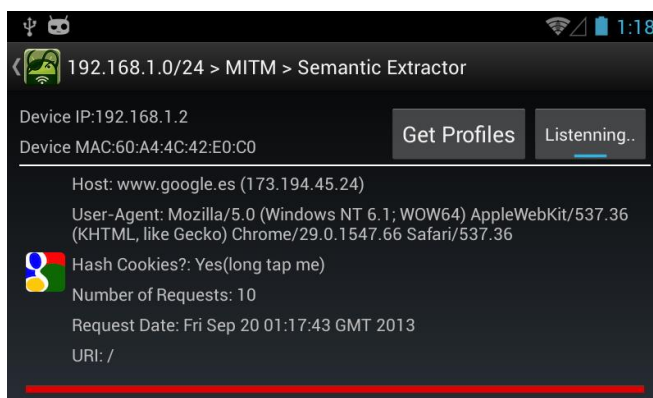 1:18
192.168.1.0/24 > MITM > Semantic Extractor
Device IP:192.168.1.2
Device MAC:60:A4:4C:42:E0:C0
Get Profiles
Listenning..
Host: www.google.es (173.194.45.24)
User-Agent: Mozilla/5.0 (Windows NT 6.1; WOW64) AppleWebKit/537.36
(KHTML, like Gecko) Chrome/29.0.1547.66 Safari/537.36
Hash Cookies?: Yes(long tap me)
Number of Requests: 10
Request Date: Fri Sep 20 01:17:43 GMT 2013
URI: /